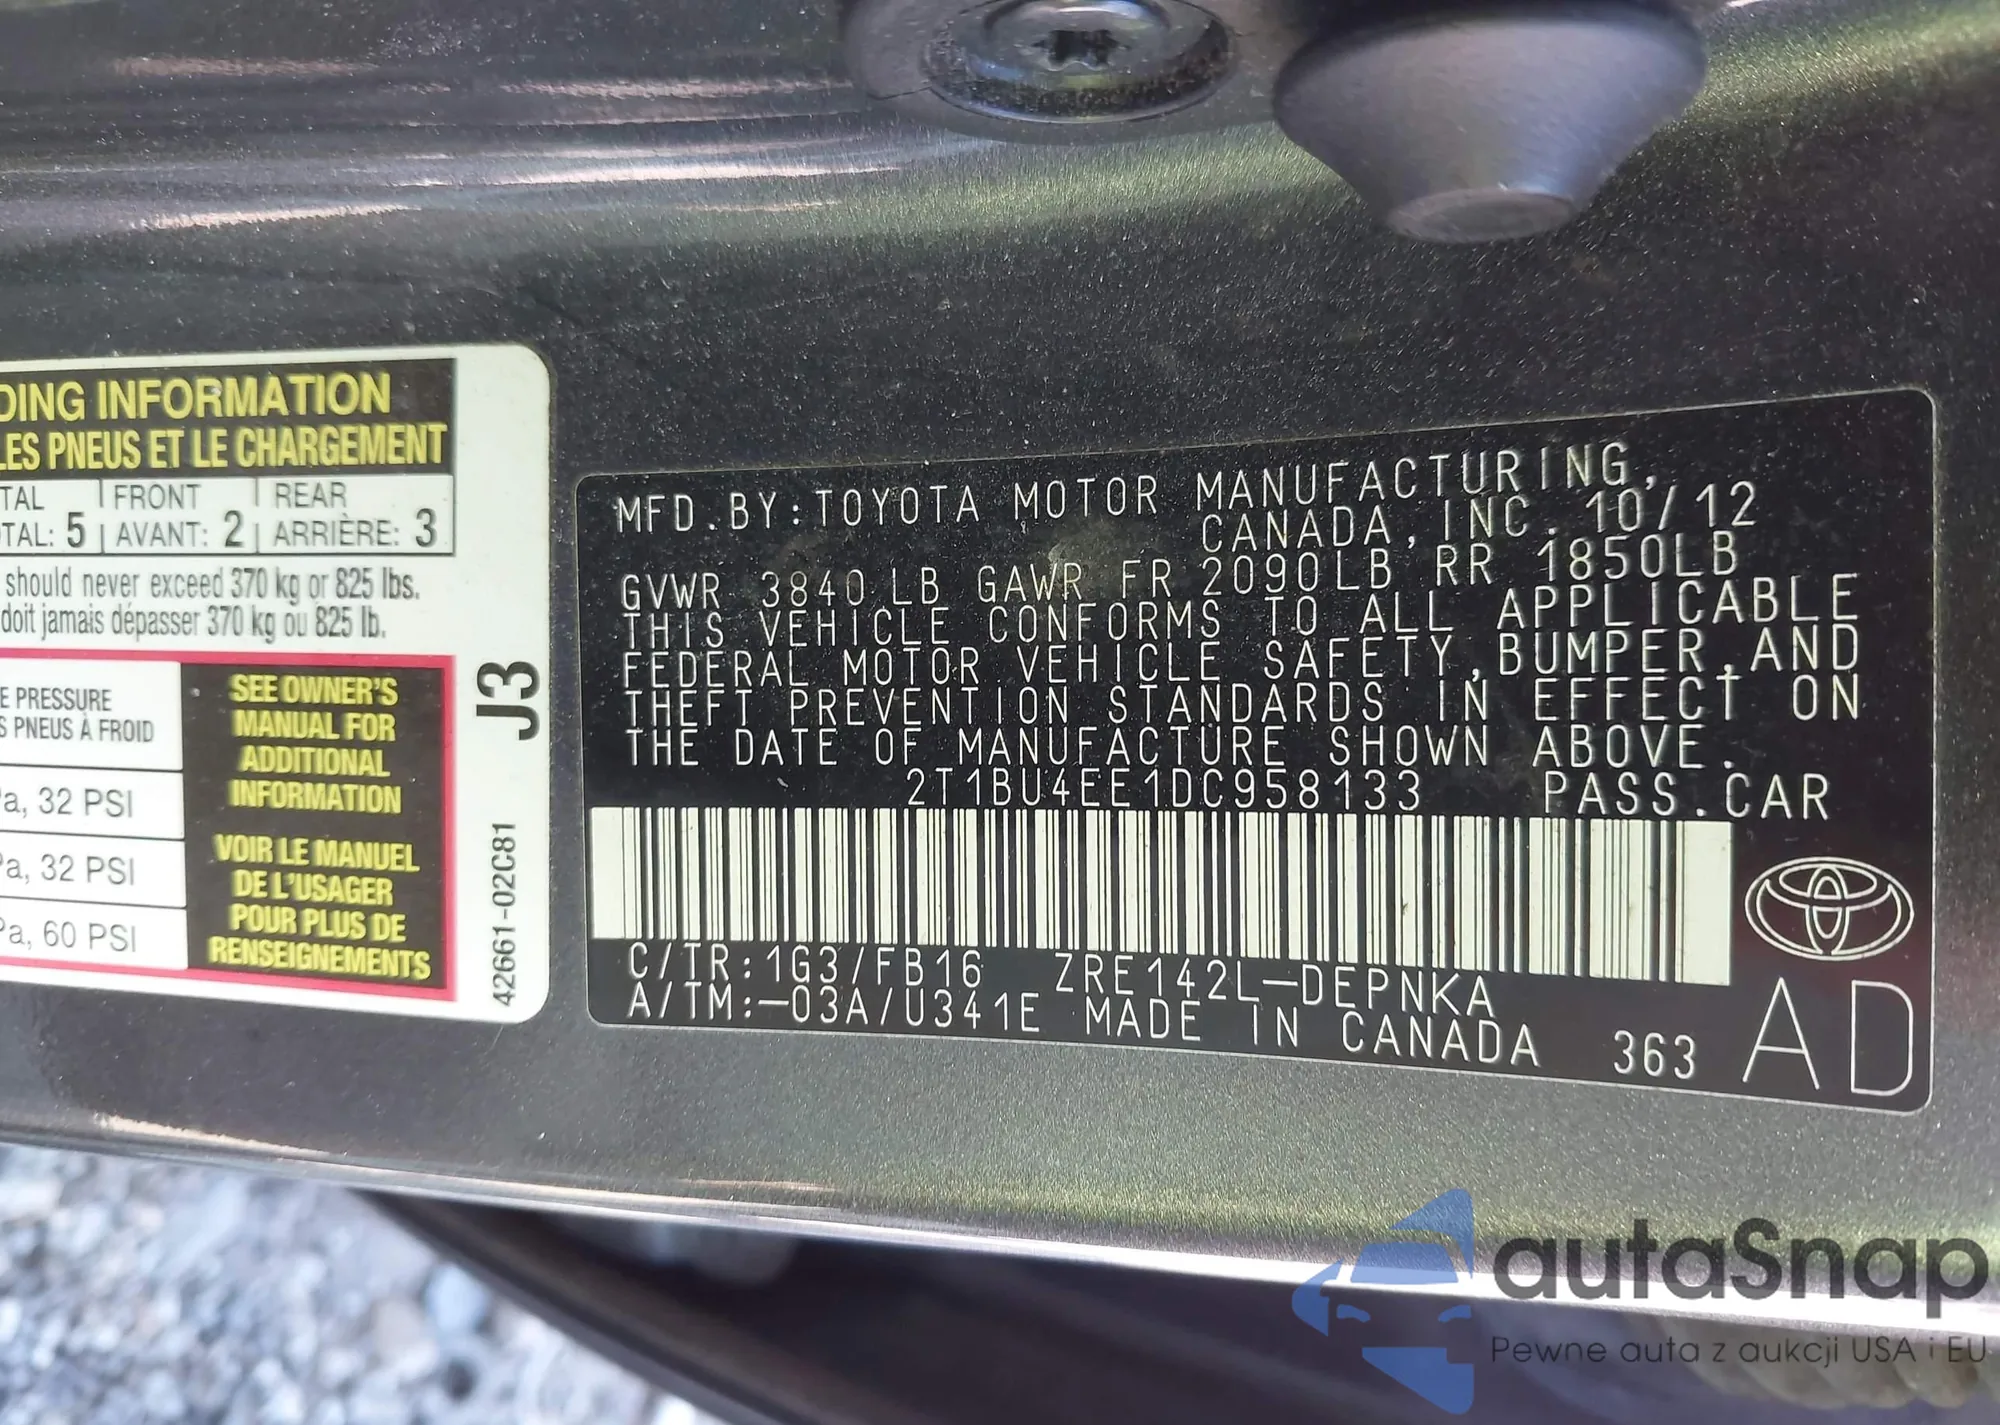 DING INFORMATION
LES PNEUS ET LE CHARGEMENT
TAL FRONT REAR
OTAL: 5 AVANT: 2 ARRIÈRE: 3
should never exceed 370 kg or 825 lbs.
doit jamais dépasser 370 kg ou 825 lb.
E PRESSURE
S PNEUS À FROID
Pa, 32 PSI
Pa, 32 PSI
Pa, 60 PSI
SEE OWNER'S
MANUAL FOR
ADDITIONAL
INFORMATION
VOIR LE MANUEL
DE L'USAGER
POUR PLUS DE
RENSEIGNEMENTS
J3
42661-02C81
MFD.BY:TOYOTA MOTOR MANUFACTURING,
CANADA,INC. 10/12
GVWR 3840 LB GAWR FR 2090LB RR 1850LB
THIS VEHICLE CONFORMS TO ALL APPLICABLE
FEDERAL MOTOR VEHICLE SAFETY,BUMPER,AND
THEFT PREVENTION STANDARDS IN EFFECT ON
THE DATE OF MANUFACTURE SHOWN ABOVE.
2T1BU4EE1DC958133 PASS.CAR
C/TR:1G3/FB16 ZRE142L-DEPNKA
A/TM:-03A/U341E MADE IN CANADA 363
AD
autaSnap
Pewne auta z aukcji USA i EU